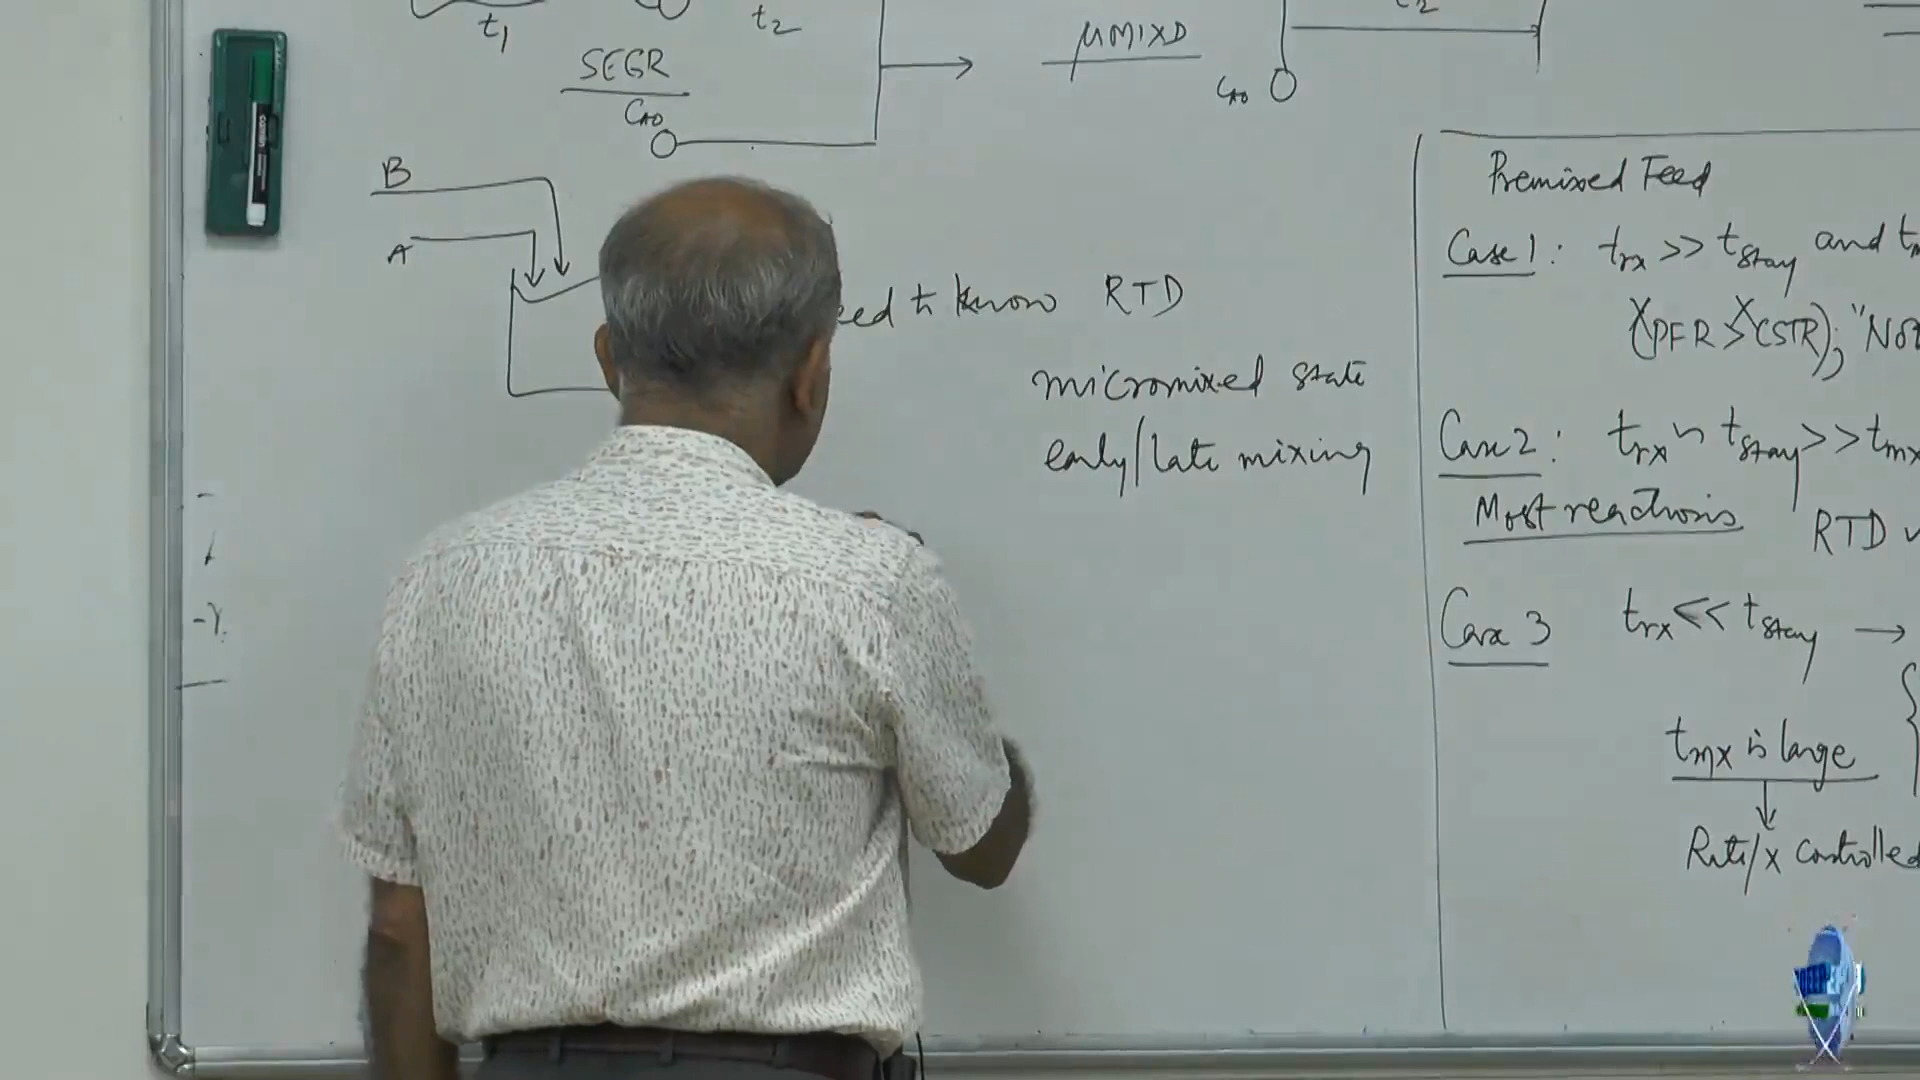 t1 t2
SEGR
CA0
μMIXD
CA0
B
A
to know RTD
micromixed state
early/late mixing
Premixed Feed
Case 1: trx >> tstay and
(XPFR > XCSTR); "Not
Case 2: trx ~ tstay >> tmx
Most reactions
RTD
Case 3 trx << tstay →
tmx is large
Rate/X controlled